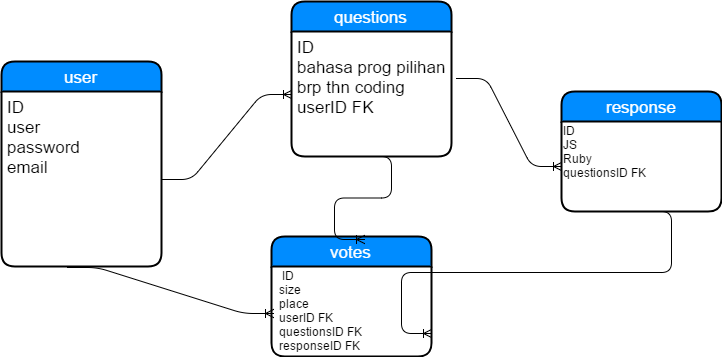 user
ID
user
password
email
questions
ID
bahasa prog pilihan
brp thn coding
userID FK
response
ID
JS
Ruby
questionsID FK
votes
ID
size
place
userID FK
questionsID FK
responseID FK